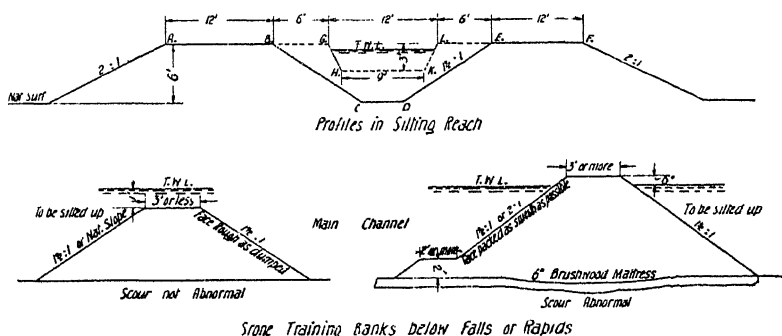 12' 6' 12' 6' 12'
A. B. G. T.W.L. L. E. F.
2:1 6' H. 3' 9' K. 1½:1 2:1
Nat Surf
C D
Profiles in Silting Reach
T.W.L.
3' or less
To be silted up
1½:1 or Nat. Slope
Face Rough as dumped
1½:1
Scour not Abnormal
Main Channel
3' or more
T.W.L.
6"
To be silted up
1½:1 or 2:1
Face packed as smooth as possible
1½:1
2'
6" Brushwood Mattress
Scour Abnormal
Stone Training Banks below Falls or Rapids